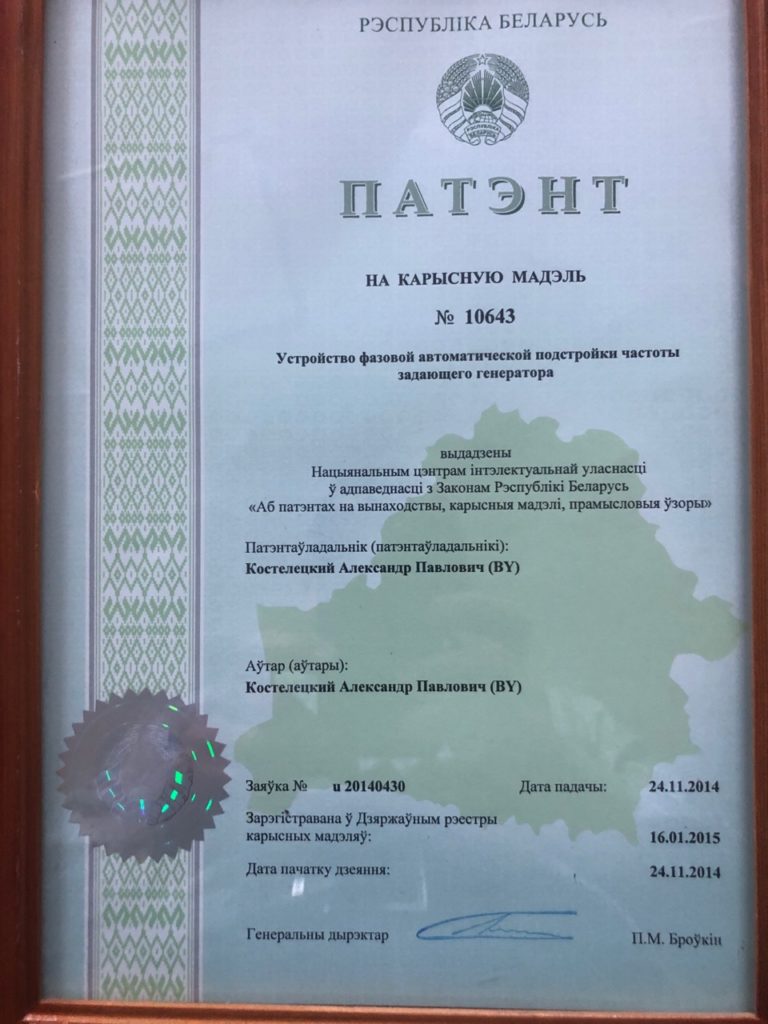 РЭСПУБЛІКА БЕЛАРУСЬ
РЭСПУБЛІКА
БЕЛАРУСЬ
ПАТЭНТ
НА КАРЫСНУЮ МАДЭЛЬ
№ 10643
Устройство фазовой автоматической подстройки частоты
задающего генератора
выдадзены
Нацыянальным цэнтрам інтэлектуальнай уласнасці
ў адпаведнасці з Законам Рэспублікі Беларусь
«Аб патэнтах на вынаходствы, карысныя мадэлі, прамысловыя ўзоры»
Патэнтаўладальнік (патэнтаўладальнікі):
Костелецкий Александр Павлович (BY)
Аўтар (аўтары):
Костелецкий Александр Павлович (BY)
Заяўка № u 20140430 Дата падачы: 24.11.2014
Зарэгістравана ў Дзяржаўным рэестры
карысных мадэляў: 16.01.2015
Дата пачатку дзеяння: 24.11.2014
Генеральны дырэктар П.М. Броўкін